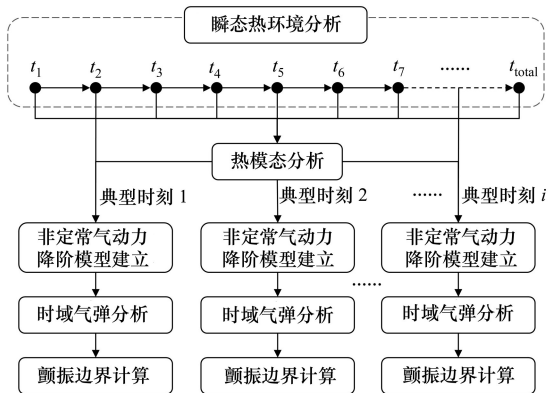 瞬态热环境分析
t1 t2 t3 t4 t5 t6 t7 …… ttotal
热模态分析
典型时刻 1 典型时刻 2 …… 典型时刻 i
非定常气动力 非定常气动力 非定常气动力
降阶模型建立 降阶模型建立 降阶模型建立
……
时域气弹分析 时域气弹分析 时域气弹分析
颤振边界计算 颤振边界计算 颤振边界计算